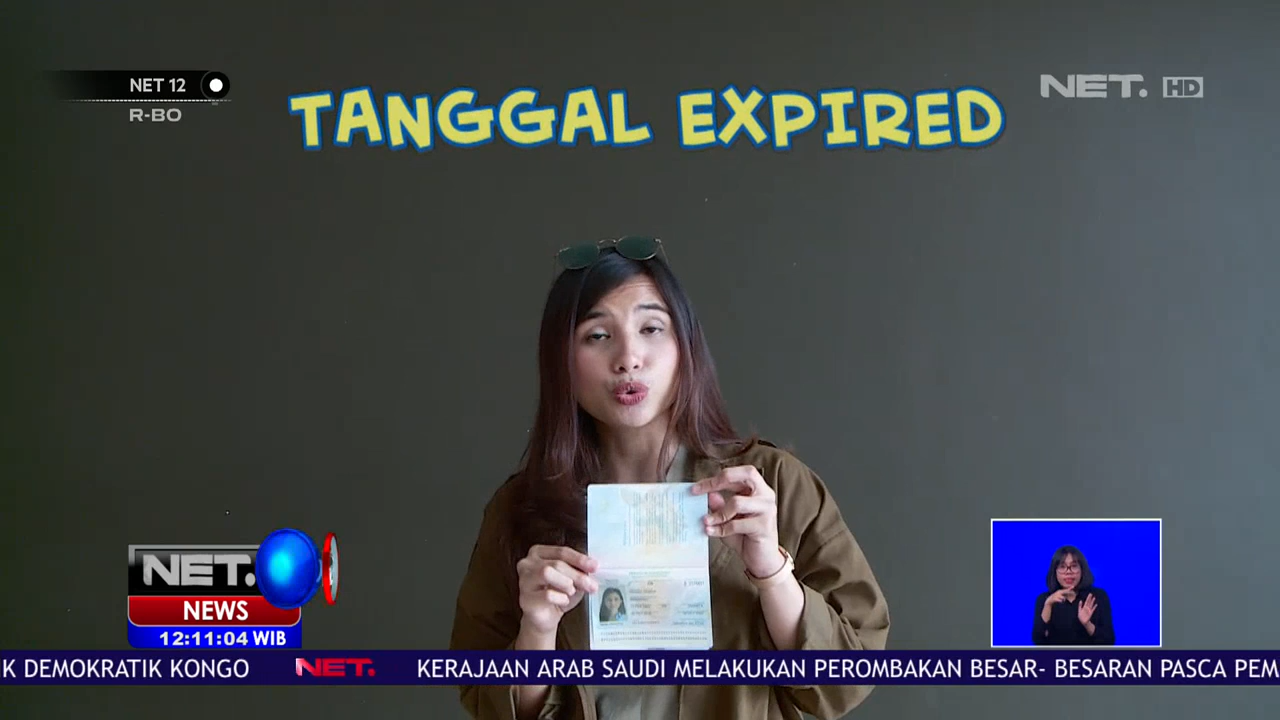 NET 12
R-BO
NET. HD
TANGGAL EXPIRED
NET.
NEWS
12:11:04 WIB
K DEMOKRATIK KONGO NET. KERAJAAN ARAB SAUDI MELAKUKAN PEROMBAKAN BESAR- BESARAN PASCA PEM